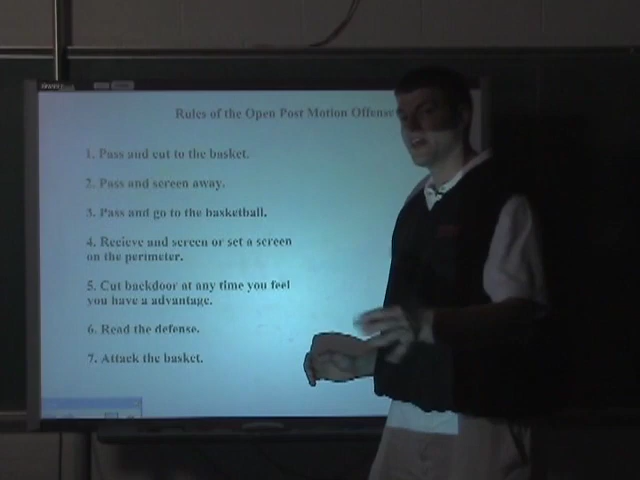 Rules of the Open Post Motion Offense
1. Pass and cut to the basket.
2. Pass and screen away.
3. Pass and go to the basketball.
4. Recieve and screen or set a screen
on the perimeter.
5. Cut backdoor at any time you feel
you have a advantage.
6. Read the defense.
7. Attack the basket.